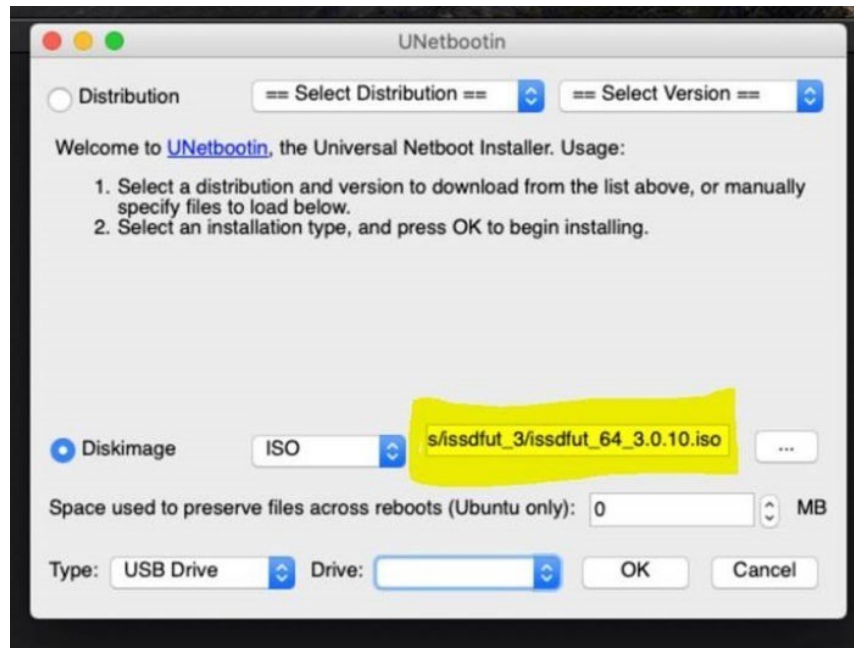 UNetbootin
Distribution == Select Distribution == == Select Version ==
Welcome to UNetbootin, the Universal Netboot Installer. Usage:
1. Select a distribution and version to download from the list above, or manually
specify files to load below.
2. Select an installation type, and press OK to begin installing.
Diskimage ISO s/issdfut_3/issdfut_64_3.0.10.iso ...
Space used to preserve files across reboots (Ubuntu only): 0 MB
Type: USB Drive Drive: OK Cancel